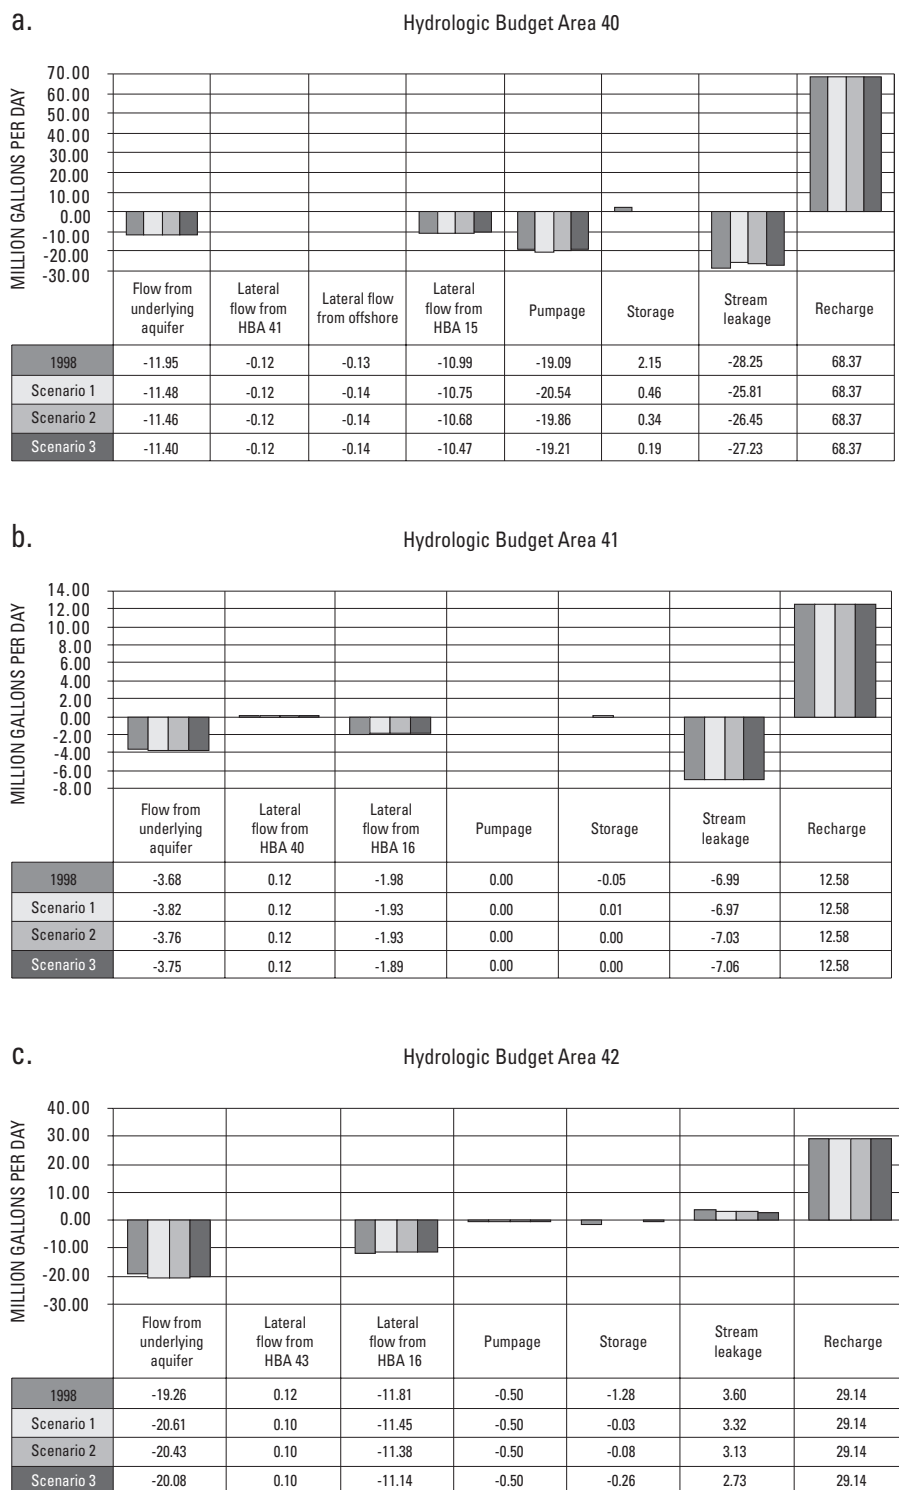 a.
Hydrologic Budget Area 40
MILLION GALLONS PER DAY
70.00
60.00
50.00
40.00
30.00
20.00
10.00
0.00
-10.00
-20.00
-30.00
Flow from underlying aquifer
Lateral flow from HBA 41
Lateral flow from offshore
Lateral flow from HBA 15
Pumpage
Storage
Stream leakage
Recharge
1998 -11.95 -0.12 -0.13 -10.99 -19.09 2.15 -28.25 68.37
Scenario 1 -11.48 -0.12 -0.14 -10.75 -20.54 0.46 -25.81 68.37
Scenario 2 -11.46 -0.12 -0.14 -10.68 -19.86 0.34 -26.45 68.37
Scenario 3 -11.40 -0.12 -0.14 -10.47 -19.21 0.19 -27.23 68.37
b.
Hydrologic Budget Area 41
MILLION GALLONS PER DAY
14.00
12.00
10.00
8.00
6.00
4.00
2.00
0.00
-2.00
-4.00
-6.00
-8.00
Flow from underlying aquifer
Lateral flow from HBA 40
Lateral flow from HBA 16
Pumpage
Storage
Stream leakage
Recharge
1998 -3.68 0.12 -1.98 0.00 -0.05 -6.99 12.58
Scenario 1 -3.82 0.12 -1.93 0.00 0.01 -6.97 12.58
Scenario 2 -3.76 0.12 -1.93 0.00 0.00 -7.03 12.58
Scenario 3 -3.75 0.12 -1.89 0.00 0.00 -7.06 12.58
c.
Hydrologic Budget Area 42
MILLION GALLONS PER DAY
40.00
30.00
20.00
10.00
0.00
-10.00
-20.00
-30.00
Flow from underlying aquifer
Lateral flow from HBA 43
Lateral flow from HBA 16
Pumpage
Storage
Stream leakage
Recharge
1998 -19.26 0.12 -11.81 -0.50 -1.28 3.60 29.14
Scenario 1 -20.61 0.10 -11.45 -0.50 -0.03 3.32 29.14
Scenario 2 -20.43 0.10 -11.38 -0.50 -0.08 3.13 29.14
Scenario 3 -20.08 0.10 -11.14 -0.50 -0.26 2.73 29.14